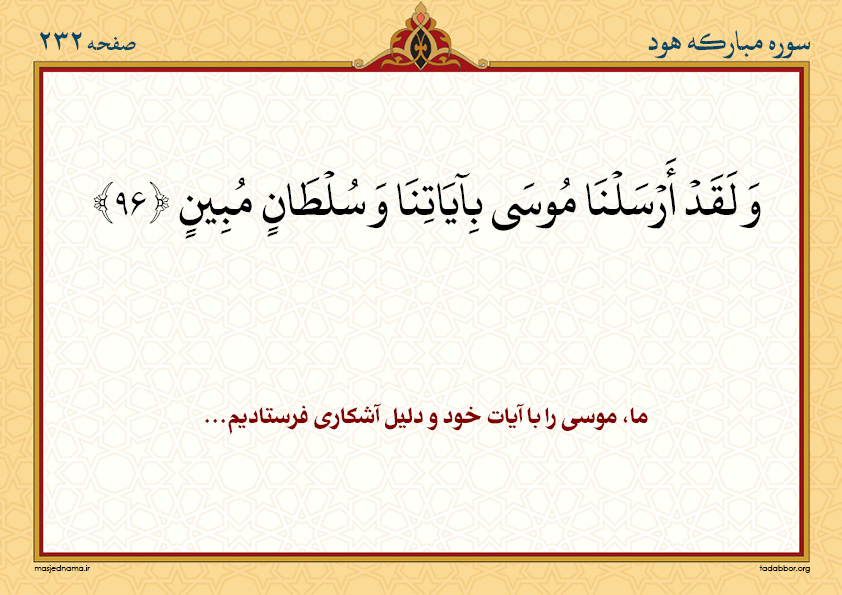 سوره مبارکه هود
صفحه ۲۳۲
وَ لَقَدْ أَرْسَلْنَا مُوسَى بِآيَاتِنَا وَ سُلْطَانٍ مُبِينٍ ﴿۹۶﴾
ما، موسی را با آیات خود و دلیل آشکاری فرستادیم...
tadabbor.org
masjednama.ir